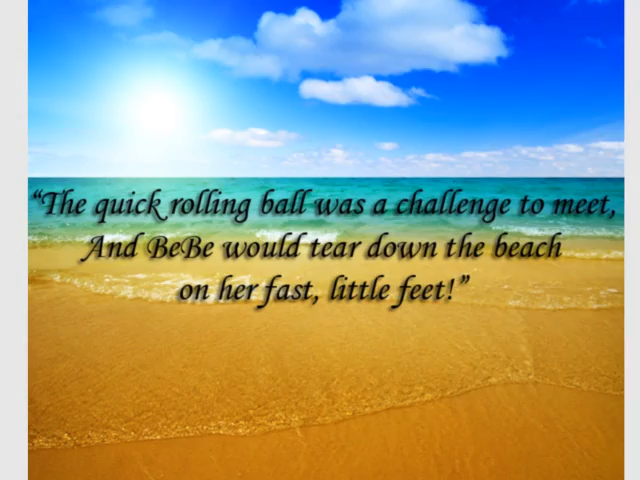 “The quick rolling ball was a challenge to meet,
And BeBe would tear down the beach
on her fast, little feet!”